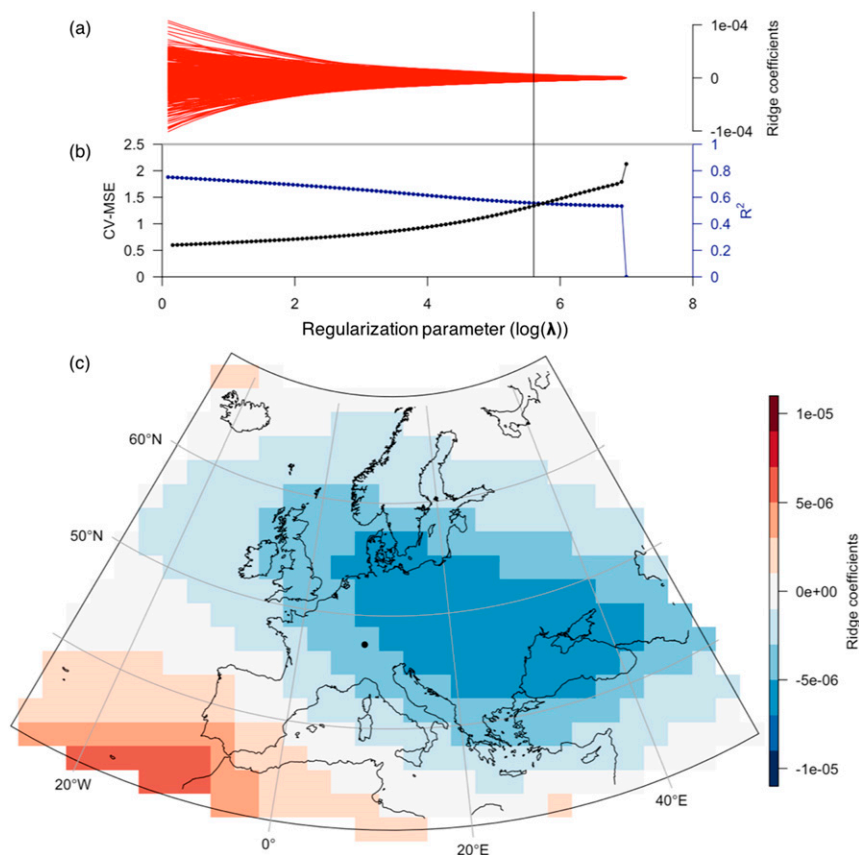 (a)
1e-04
0
-1e-04
Ridge coefficients
(b)
2.5
2
1.5
1
0.5
0
CV-MSE
1
0.8
0.6
0.4
0.2
0
R²
0 2 4 6 8
Regularization parameter (log(λ))
(c)
60°N
50°N
20°W
0°
20°E
40°E
1e-05
5e-06
0e+00
-5e-06
-1e-05
Ridge coefficients